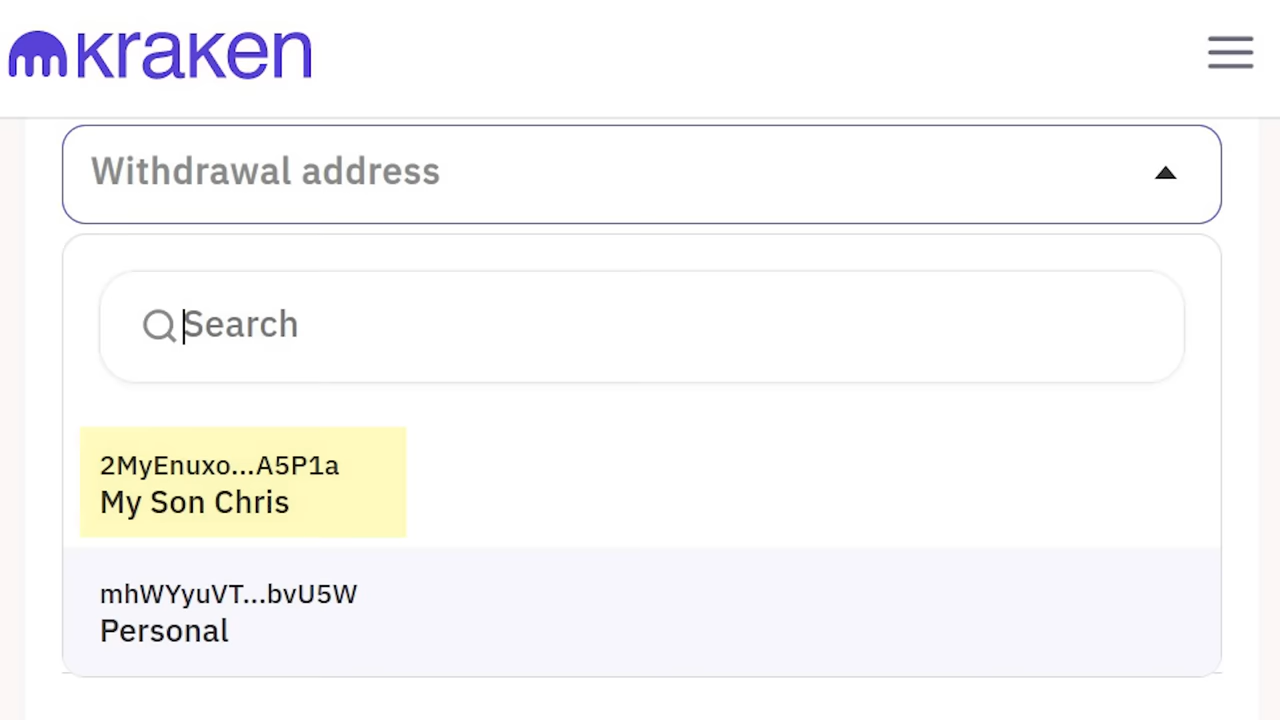 kraken
Withdrawal address
Search
2MyEnuxo...A5P1a
My Son Chris
mhWYyuVT...bvU5W
Personal